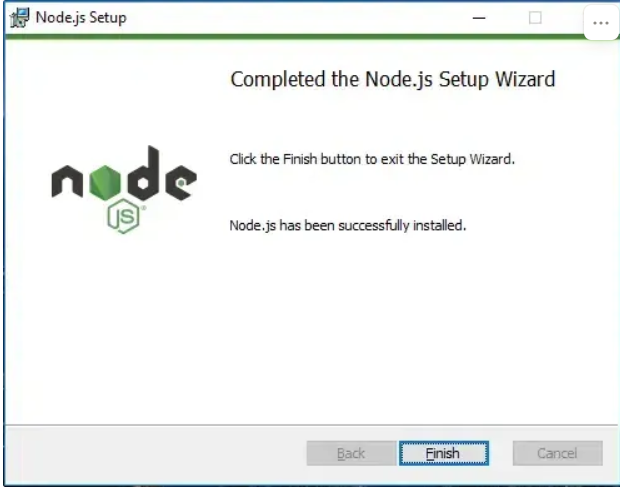 Node.js Setup
Completed the Node.js Setup Wizard
Click the Finish button to exit the Setup Wizard.
node
JS
Node.js has been successfully installed.
Back
Finish
Cancel